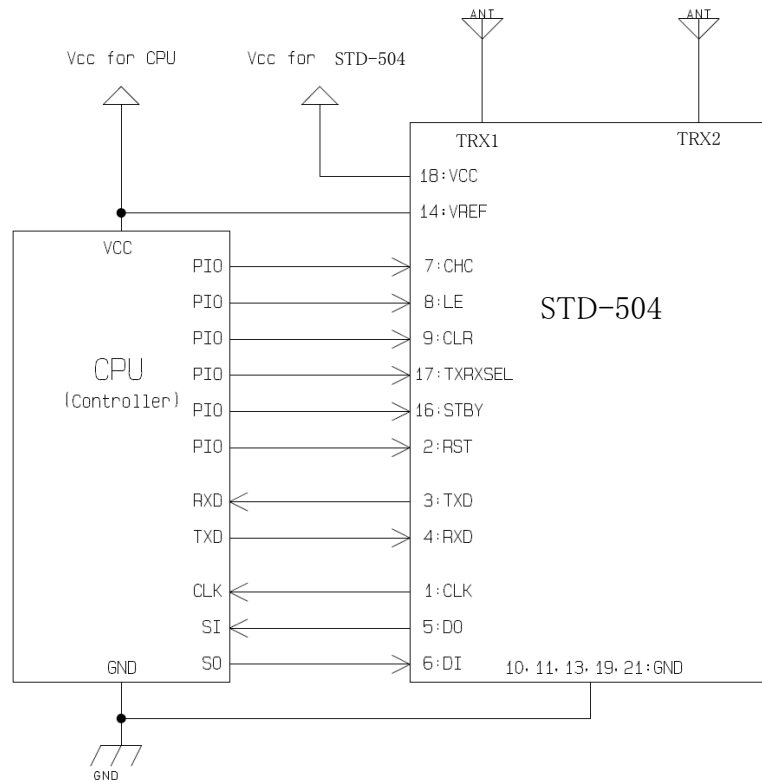 ANT
ANT
Vcc for CPU
Vcc for STD-504
TRX1
TRX2
18:VCC
14:VREF
VCC
PIO
7:CHC
PIO
8:LE
STD-504
PIO
9:CLR
CPU
(Controller)
PIO
17:TXRXSEL
PIO
16:STBY
PIO
2:RST
RXD
3:TXD
TXD
4:RXD
CLK
1:CLK
SI
5:DO
SO
6:DI
GND
10, 11, 13, 19, 21:GND
GND